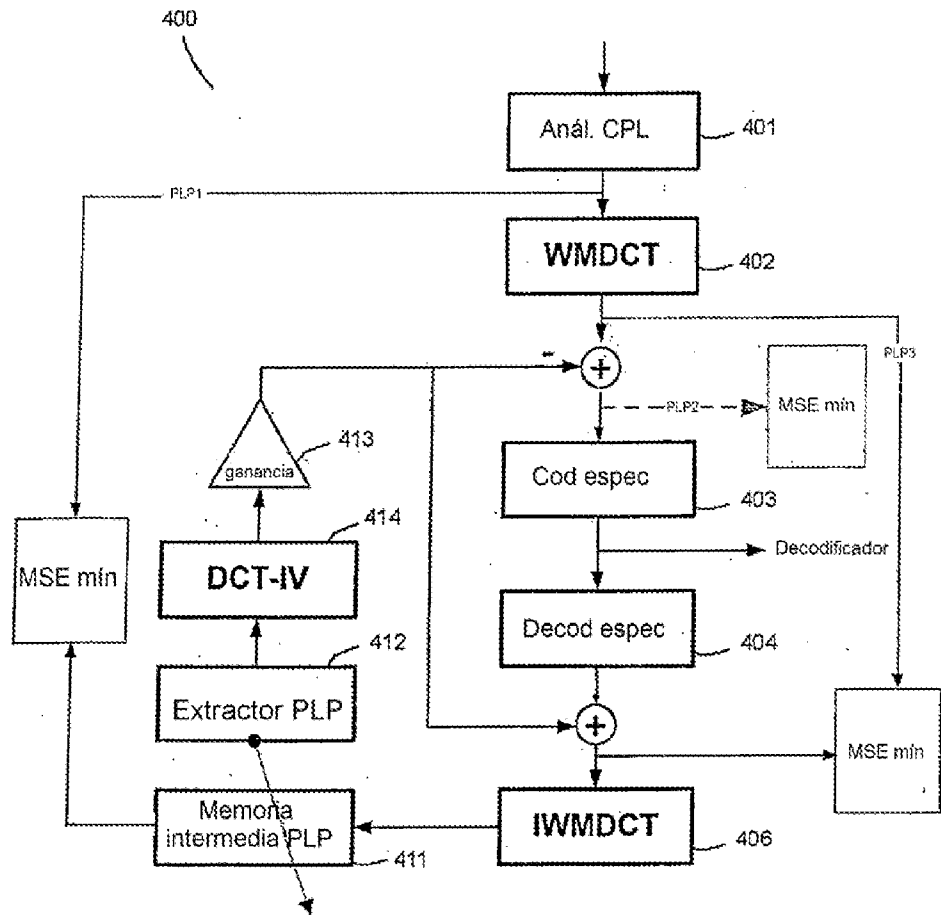 400
Anál. CPL
401
PLP1
WMDCT
402
PLP3
-
+
PLP2
MSE mín
413
ganancia
Cod espec
403
414
Decodificador
MSE mín
DCT-IV
Decod espec
404
412
Extractor PLP
+
MSE mín
Memoria
intermedia PLP
411
IWMDCT
406